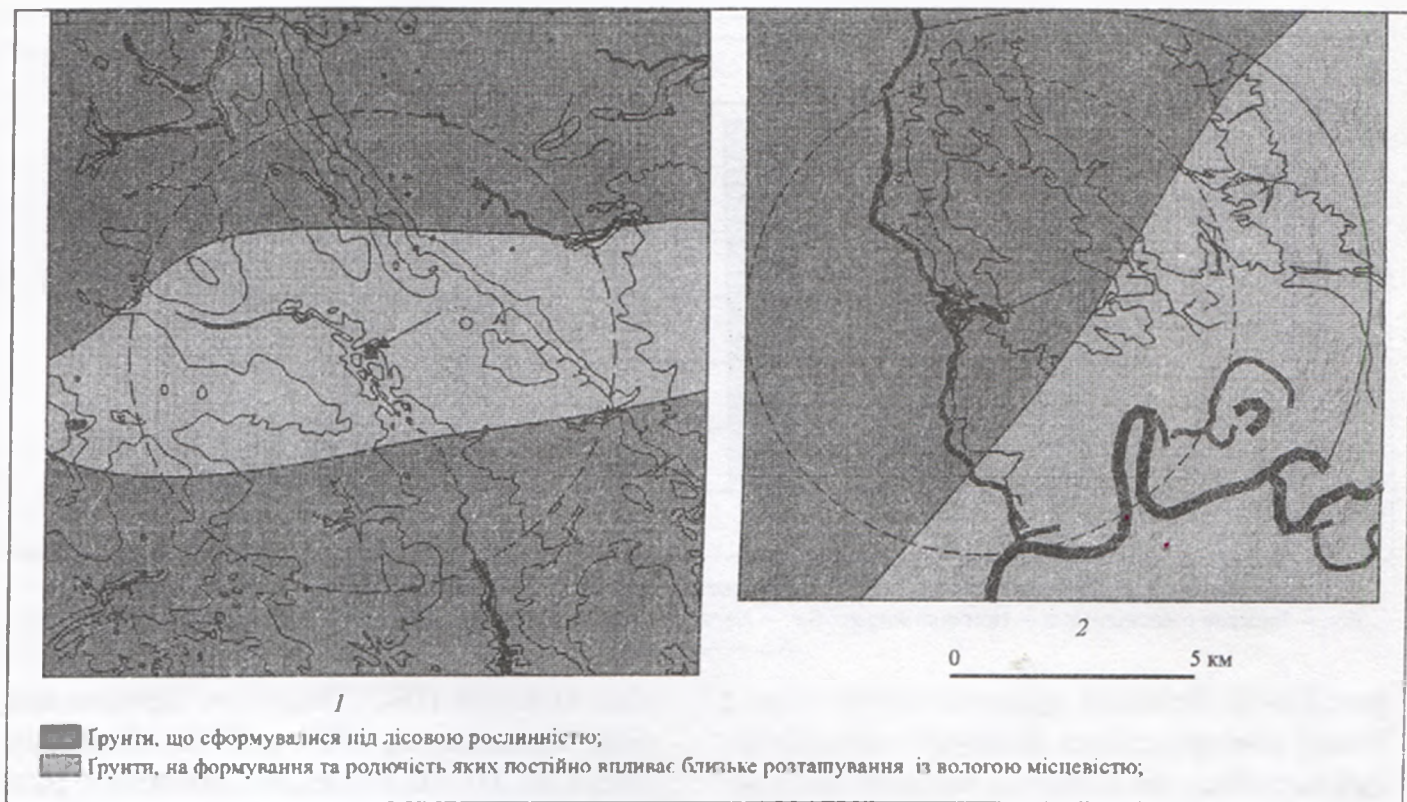 2
0 5 км
1
Ґрунти, що сформувалися під лісовою рослинністю;
Ґрунти, на формування та родючість яких постійно впливає близьке розташування із вологою місцевістю;